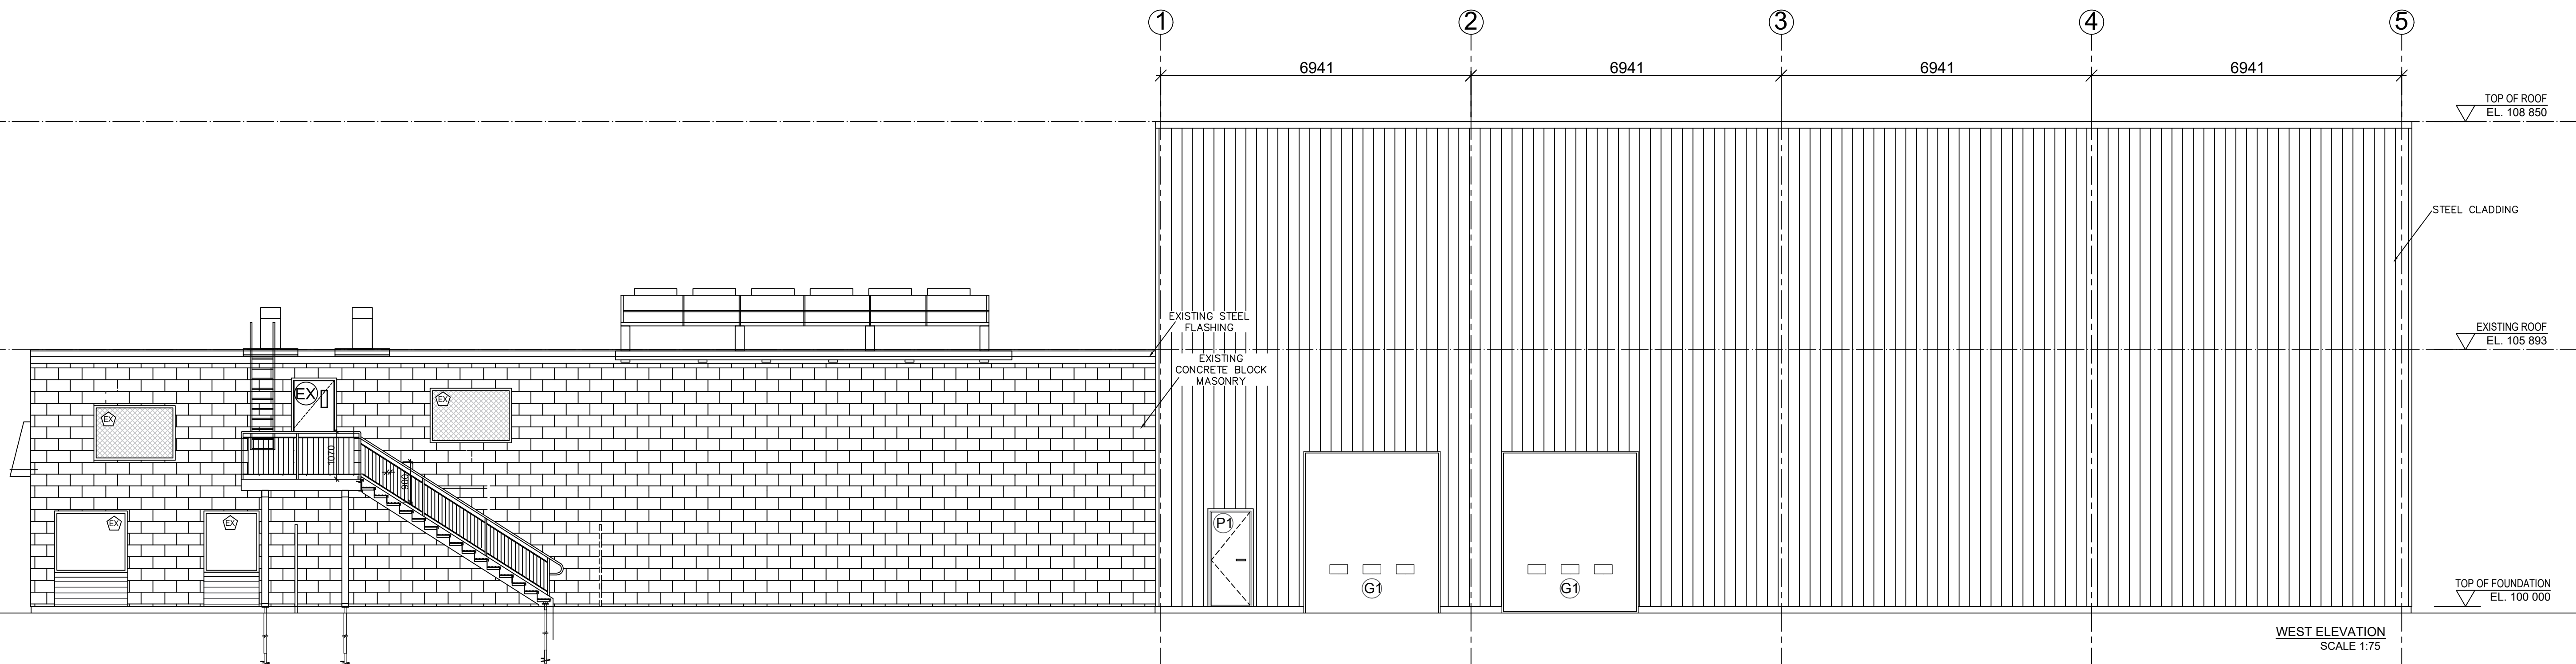 1 2 3 4 5
6941 6941 6941 6941
TOP OF ROOF
EL. 108 850
STEEL CLADDING
EXISTING STEEL
FLASHING
EXISTING ROOF
EL. 105 893
EXISTING
CONCRETE BLOCK
MASONRY
EX
EX
EX
1070
900
EX
EX
P1
G1
G1
TOP OF FOUNDATION
EL. 100 000
WEST ELEVATION
SCALE 1:75